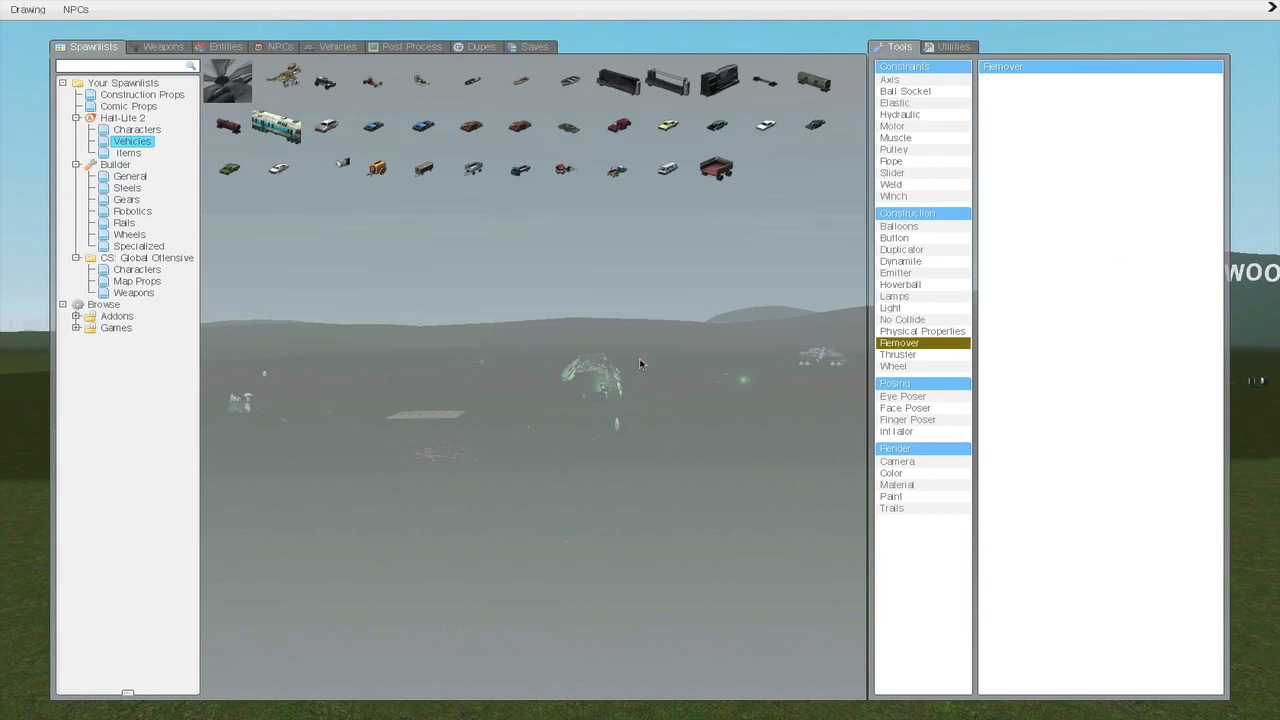 Drawing NPCs
Spawnlists Weapons Entities NPCs Vehicles Post Process Dupes Saves
Your Spawnlists
Construction Props
Comic Props
Half-Life 2
Characters
Vehicles
Items
Builder
General
Steels
Gears
Robotics
Rails
Wheels
Specialized
CS: Global Offensive
Characters
Map Props
Weapons
Browse
Addons
Games
Tools Utilities
Constraints
Axis
Ball Socket
Elastic
Hydraulic
Motor
Muscle
Pulley
Rope
Slider
Weld
Winch
Construction
Balloons
Button
Duplicator
Dynamite
Emitter
Hoverball
Lamps
Light
No Collide
Physical Properties
Remover
Thruster
Wheel
Posing
Eye Poser
Face Poser
Finger Poser
Inflator
Render
Camera
Color
Material
Paint
Trails
Remover
WOO